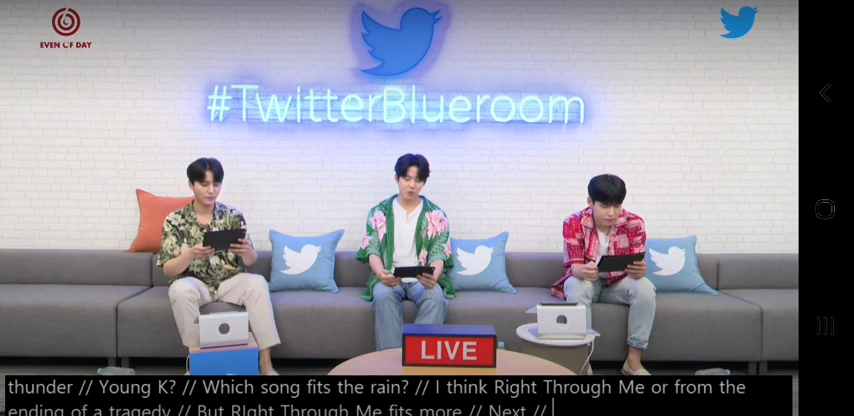 EVEN OF DAY
#TwitterBlueroom
LIVE
thunder // Young K? // Which song fits the rain? // I think Right Through Me or from the
ending of a tragedy // But RIght Through Me fits more // Next //